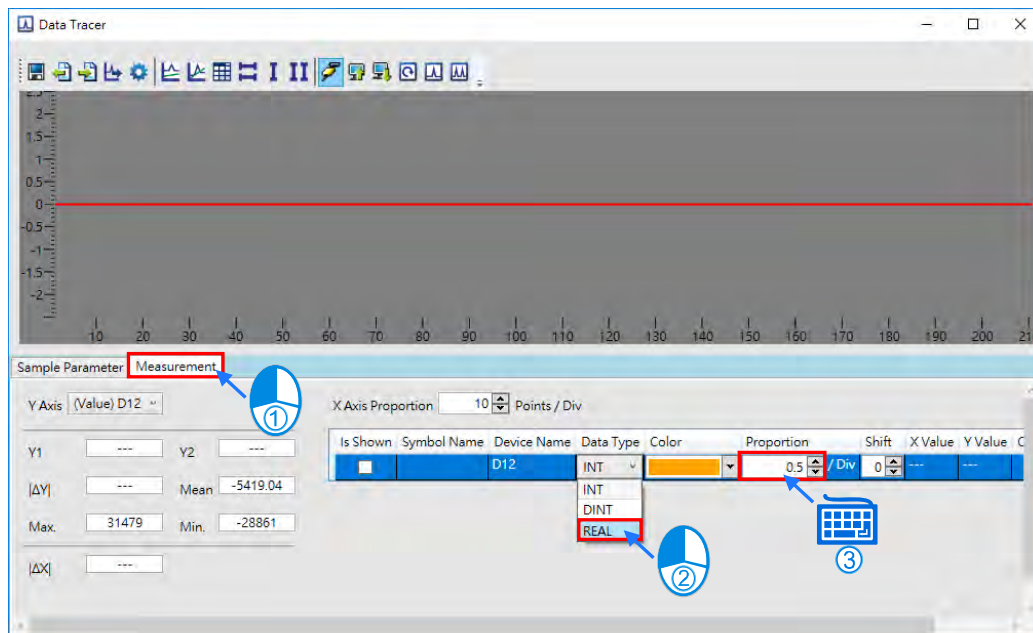 Data Tracer
2.5
2
1.5
1
0.5
0
-0.5
-1
-1.5
-2
10 20 30 40 50 60 70 80 90 100 110 120 130 140 150 160 170 180 190 200 21
Sample Parameter Measurement
①
Y Axis (Value) D12
X Axis Proportion 10 Points / Div
Is Shown Symbol Name Device Name Data Type Color Proportion Shift X Value Y Value C
D12 INT 0.5 / Div 0 --- ---
INT
DINT
REAL
②
③
Y1 --- Y2 ---
|ΔY| --- Mean -5419.04
Max. 31479 Min. -28861
|ΔX| ---